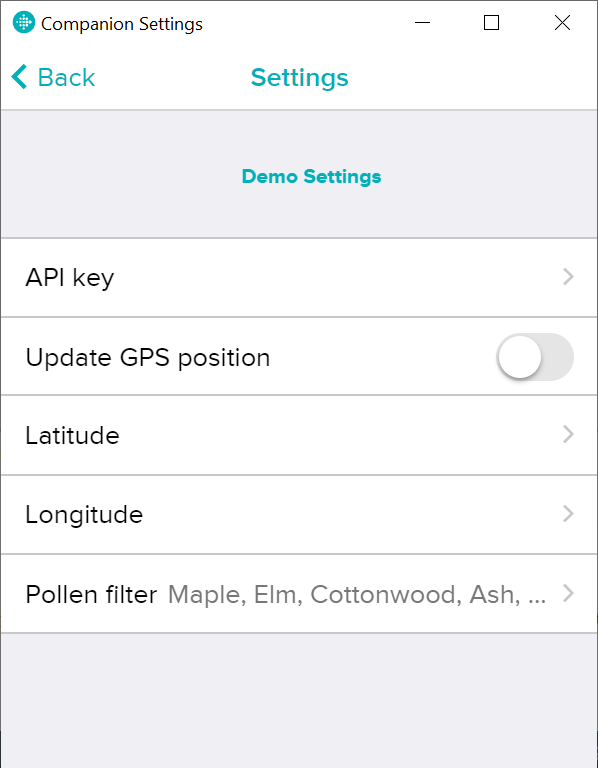 Companion Settings
Back Settings
Demo Settings
API key
Update GPS position
Latitude
Longitude
Pollen filter Maple, Elm, Cottonwood, Ash, ...